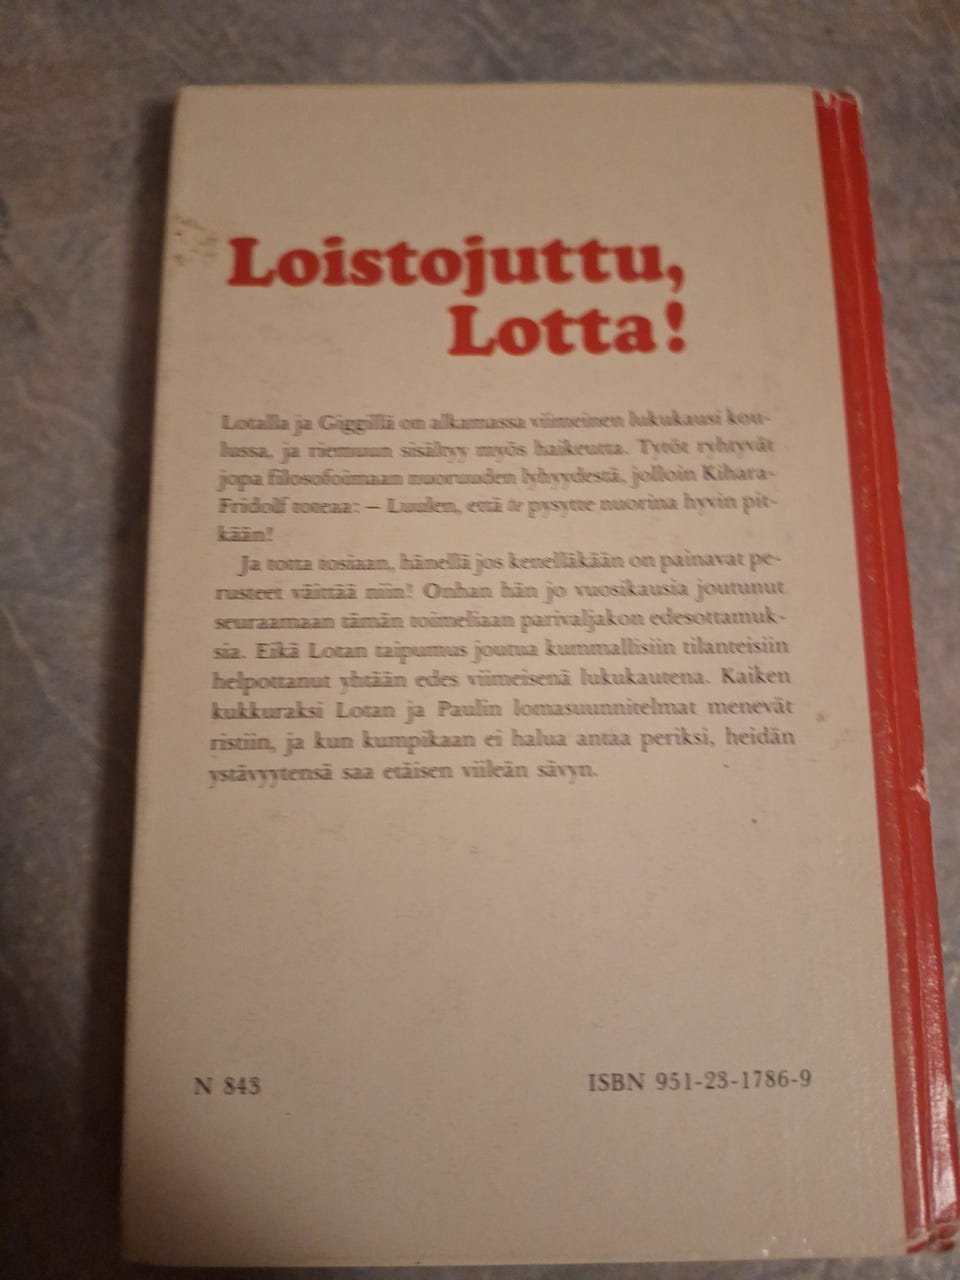 Loistojuttu,
Lotta!
Lotalla ja Giggillä on alkamassa viimeinen lukukausi kou-
lussa, ja riemuun sisältyy myös haikeutta. Tytöt ryhtyvät
jopa filosofoimaan nuoruuden lyhyydestä, jolloin Kihara-
Fridolf toteaa: – Luulen, että te pysytte nuorina hyvin pit-
kään!
Ja totta tosiaan, hänellä jos kenelläkään on painavat pe-
rusteet väittää niin! Onhan hän jo vuosikausia joutunut
seuraamaan tämän toimeliaan parivaljakon edesottamuk-
sia. Eikä Lotan taipumus joutua kummallisiin tilanteisiin
helpottanut yhtään edes viimeisenä lukukautena. Kaiken
kukkuraksi Lotan ja Paulin lomasuunnitelmat menevät
ristiin, ja kun kumpikaan ei halua antaa periksi, heidän
ystävyytensä saa etäisen viileän sävyn.
N 843
ISBN 951-23-1786-9